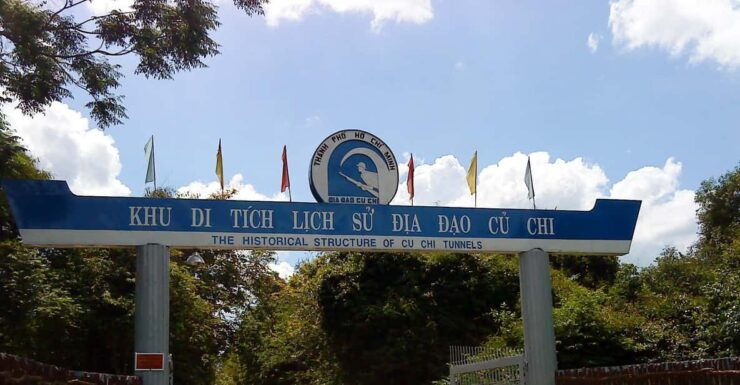 THÀNH PHỐ HỒ CHÍ MINH
ĐỊA ĐẠO CỦ CHI
KHU DI TÍCH LỊCH SỬ ĐỊA ĐẠO CỦ CHI
THE HISTORICAL STRUCTURE OF CU CHI TUNNELS